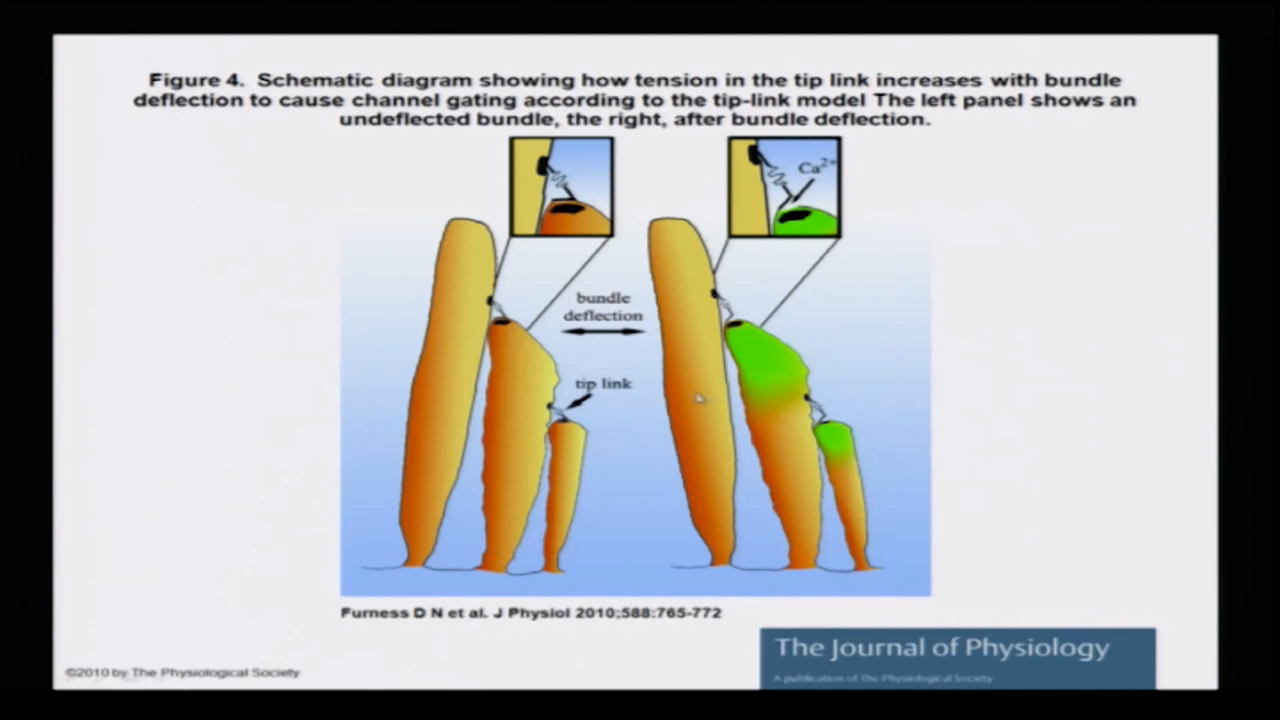 Figure 4. Schematic diagram showing how tension in the tip link increases with bundle
deflection to cause channel gating according to the tip-link model The left panel shows an
undeflected bundle, the right, after bundle deflection.
Ca2+
bundle
deflection
tip link
Furness D N et al. J Physiol 2010;588:765-772
The Journal of Physiology
A publication of The Physiological Society
©2010 by The Physiological Society